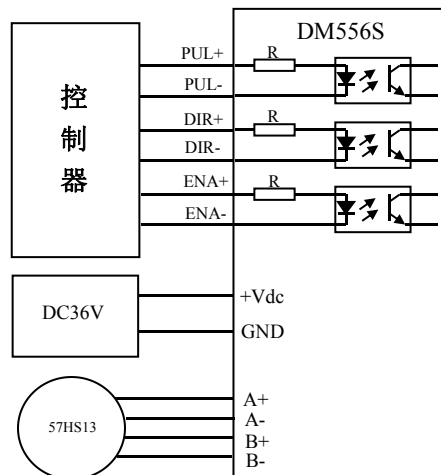 DM556S
控制器
PUL+
R
PUL-
DIR+
R
DIR-
ENA+
R
ENA-
DC36V
+Vdc
GND
57HS13
A+
A-
B+
B-